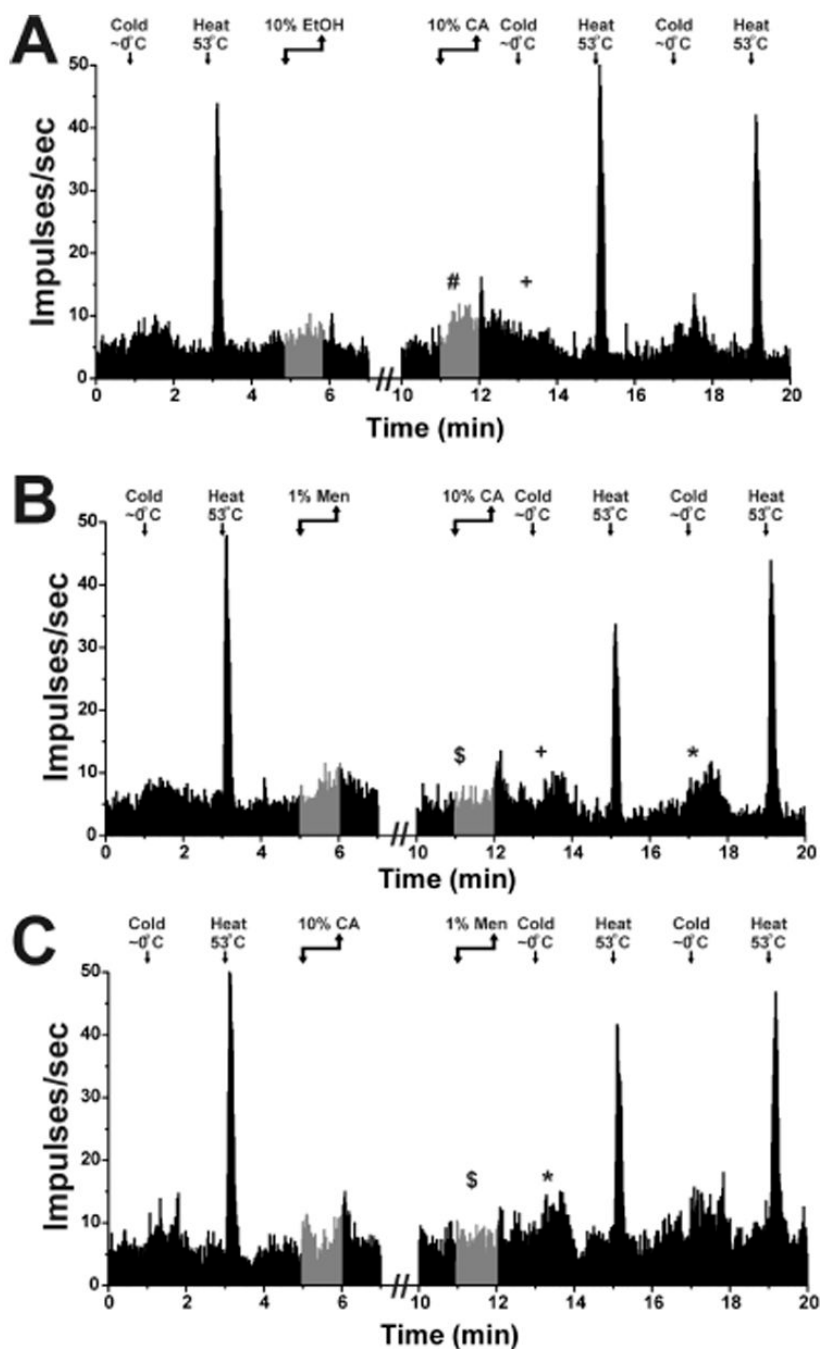 A
Cold Heat 10% EtOH 10% CA Cold Heat Cold Heat
~0°C 53°C ~0°C 53°C ~0°C 53°C
50
40
30
20
10
0
Impulses/sec
# +
0 2 4 6 // 10 12 14 16 18 20
Time (min)
B
Cold Heat 1% Men 10% CA Cold Heat Cold Heat
~0°C 53°C ~0°C 53°C ~0°C 53°C
50
40
30
20
10
0
Impulses/sec
$ + *
0 2 4 6 // 10 12 14 16 18 20
Time (min)
C
Cold Heat 10% CA 1% Men Cold Heat Cold Heat
~0°C 53°C ~0°C 53°C ~0°C 53°C
50
40
30
20
10
0
Impulses/sec
$ *
0 2 4 6 // 10 12 14 16 18 20
Time (min)